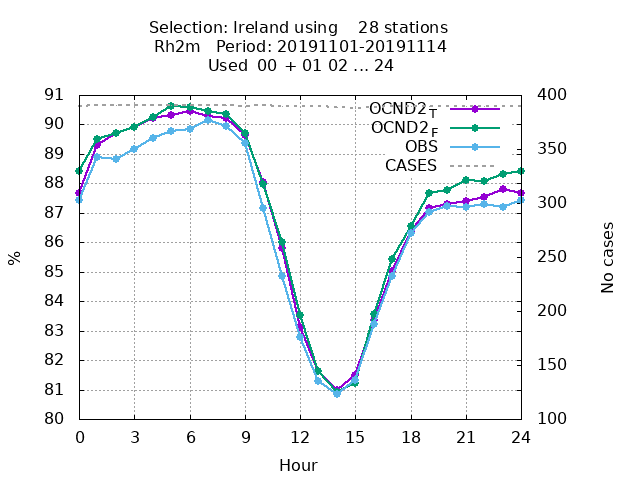 Selection: Ireland using 28 stations
Rh2m Period: 20191101-20191114
Used 00 + 01 02 ... 24
91
90
89
88
87
86
85
84
83
82
81
80
%
400
350
300
250
200
150
100
No cases
OCND2T
OCND2F
OBS
CASES
0 3 6 9 12 15 18 21 24
Hour